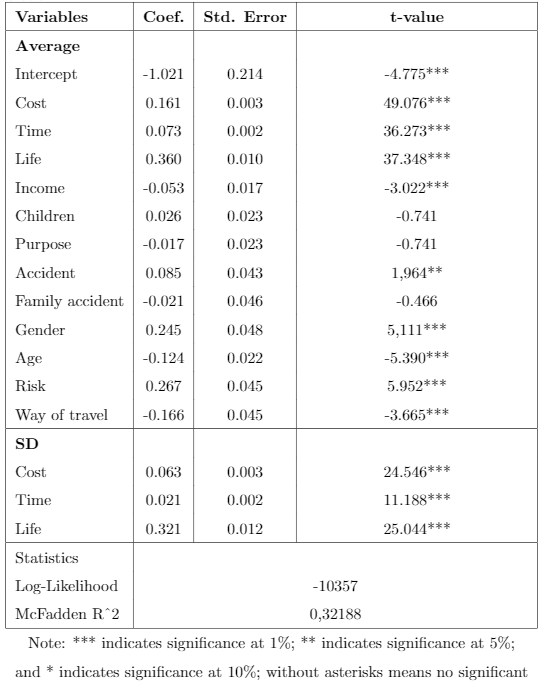 Variables Coef. Std. Error t-value
Average
Intercept -1.021 0.214 -4.775***
Cost 0.161 0.003 49.076***
Time 0.073 0.002 36.273***
Life 0.360 0.010 37.348***
Income -0.053 0.017 -3.022***
Children 0.026 0.023 -0.741
Purpose -0.017 0.023 -0.741
Accident 0.085 0.043 1,964**
Family accident -0.021 0.046 -0.466
Gender 0.245 0.048 5,111***
Age -0.124 0.022 -5.390***
Risk 0.267 0.045 5.952***
Way of travel -0.166 0.045 -3.665***
SD
Cost 0.063 0.003 24.546***
Time 0.021 0.002 11.188***
Life 0.321 0.012 25.044***
Statistics
Log-Likelihood -10357
McFadden Rˆ2 0,32188
Note: *** indicates significance at 1%; ** indicates significance at 5%;
and * indicates significance at 10%; without asterisks means no significant